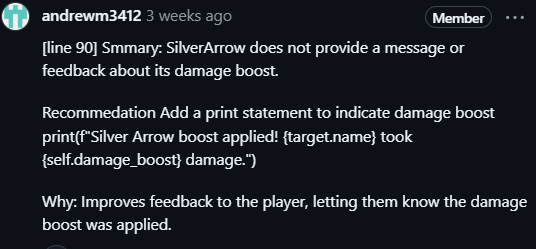 andrewm3412 3 weeks ago Member ...
[line 90] Smmary: SilverArrow does not provide a message or
feedback about its damage boost.
Recommedation Add a print statement to indicate damage boost
print(f"Silver Arrow boost applied! {target.name} took
{self.damage_boost} damage.")
Why: Improves feedback to the player, letting them know the damage
boost was applied.